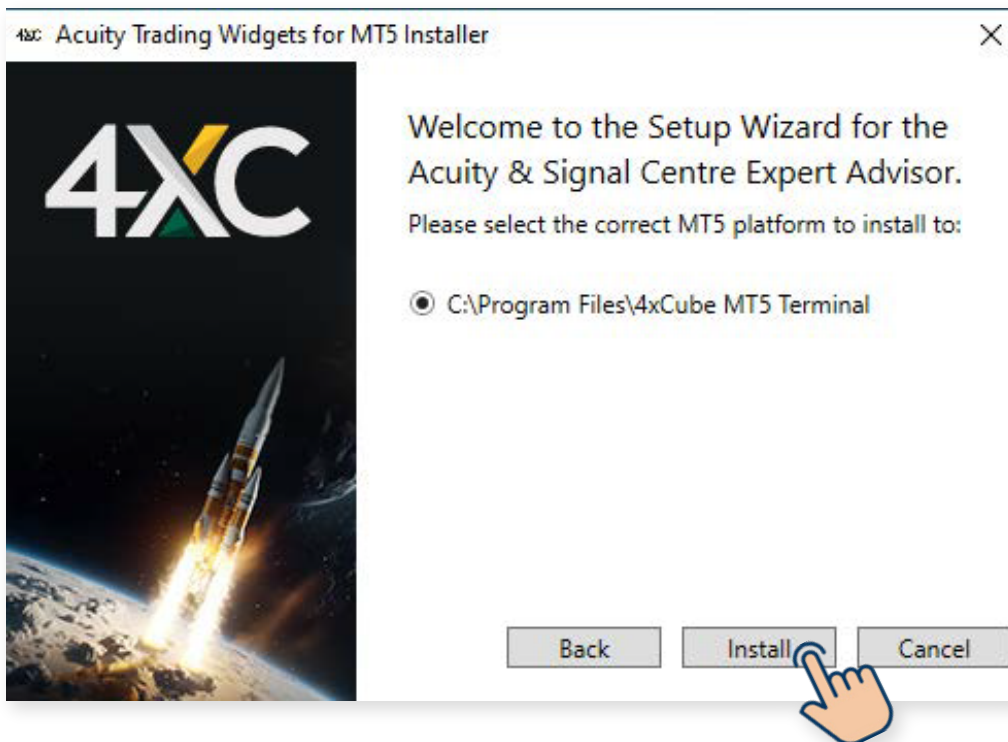 4XC Acuity Trading Widgets for MT5 Installer
4XC
Welcome to the Setup Wizard for the
Acuity & Signal Centre Expert Advisor.
Please select the correct MT5 platform to install to:
C:\Program Files\4xCube MT5 Terminal
Back Install Cancel